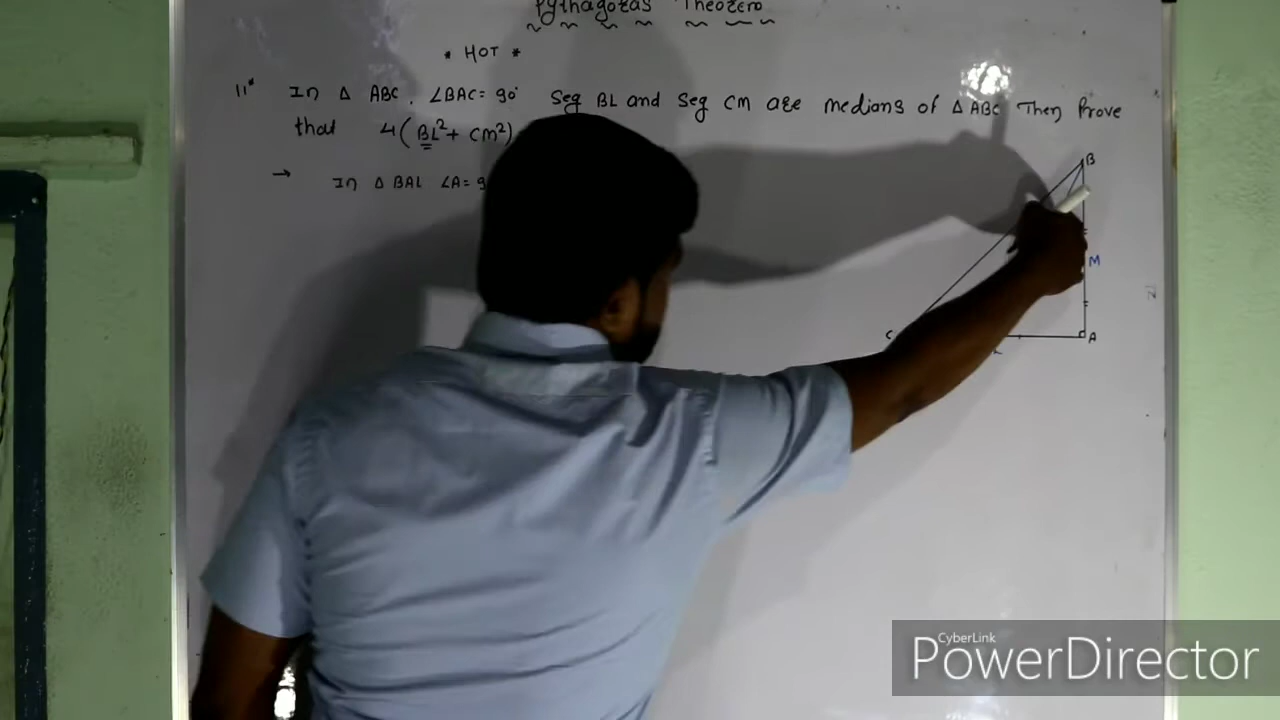 Pythagoras Theorem
* HOT *
11* In △ ABC. ∠BAC = 90° Seg BL and Seg CM are medians of △ ABC Then Prove
that 4(BL²+ CM²)
→ In △ BAL ∠A = 9
B
M
C
A
CyberLink
PowerDirector